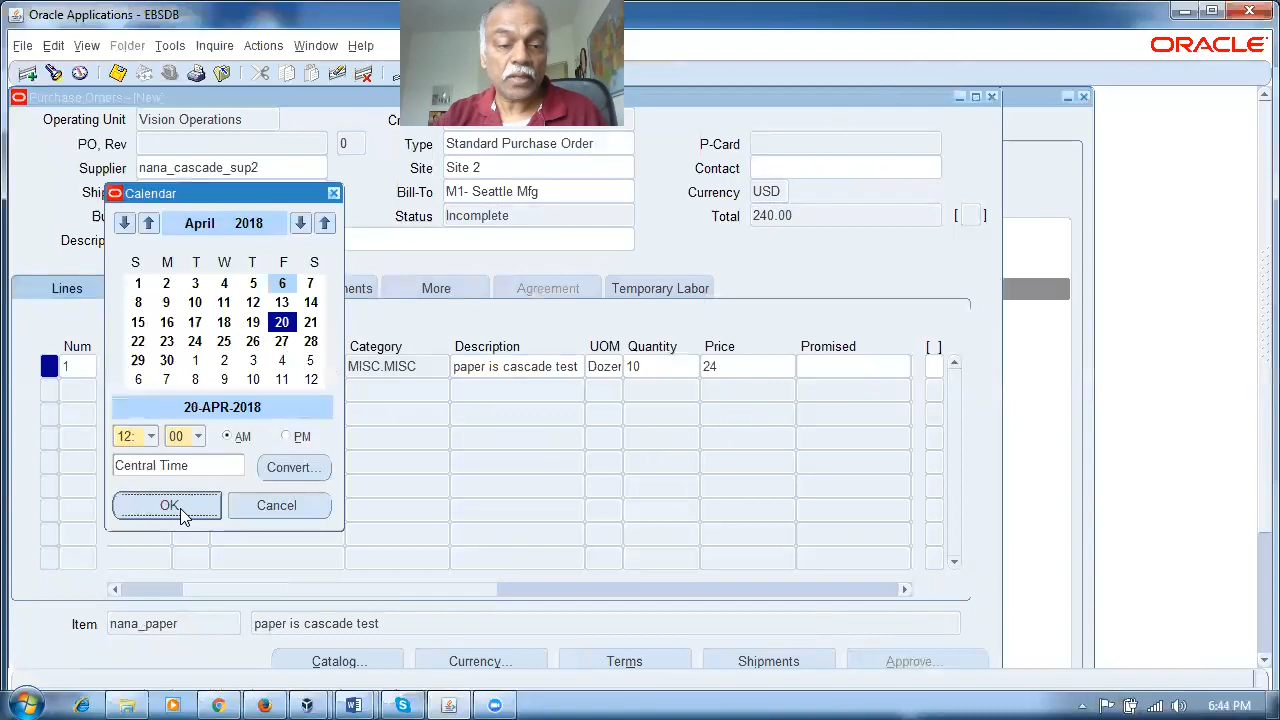 Oracle Applications - EBSDB
File Edit View Folder Tools Inquire Actions Window Help
ORACLE
Purchase Orders - [New]
Operating Unit Vision Operations
PO, Rev 0 Type Standard Purchase Order P-Card
Supplier nana_cascade_sup2 Site Site 2 Contact
Bill-To M1- Seattle Mfg Currency USD
Status Incomplete Total 240.00 [ ]
Calendar
April 2018
S M T W T F S
1 2 3 4 5 6 7
8 9 10 11 12 13 14
15 16 17 18 19 20 21
22 23 24 25 26 27 28
29 30 1 2 3 4 5
6 7 8 9 10 11 12
20-APR-2018
12: 00 AM PM
Central Time Convert...
OK Cancel
Lines More Agreement Temporary Labor
Num Category Description UOM Quantity Price Promised [ ]
1 MISC.MISC paper is cascade test Dozen 10 24
Item nana_paper paper is cascade test
Catalog... Currency... Terms Shipments Approve...
6:44 PM